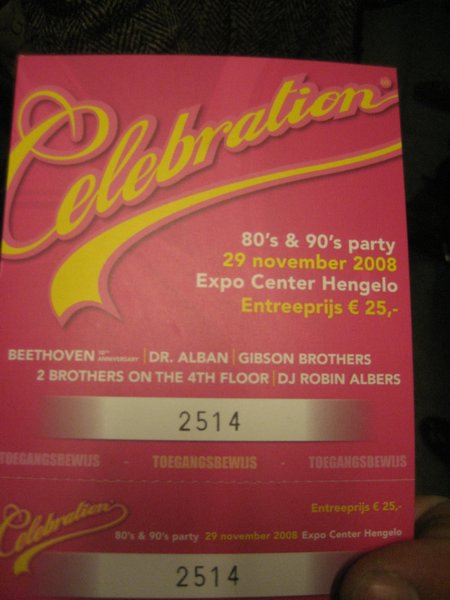 Celebration
80's & 90's party
29 november 2008
Expo Center Hengelo
Entreeprijs € 25,-
BEETHOVEN ANNIVERSARY | DR. ALBAN | GIBSON BROTHERS
2 BROTHERS ON THE 4TH FLOOR | DJ ROBIN ALBERS
2514
TOEGANGSBEWIJS - TOEGANGSBEWIJS - TOEGANGSBEWIJS
Celebration
Entreeprijs € 25,-
80's & 90's party 29 november 2008 Expo Center Hengelo
2514